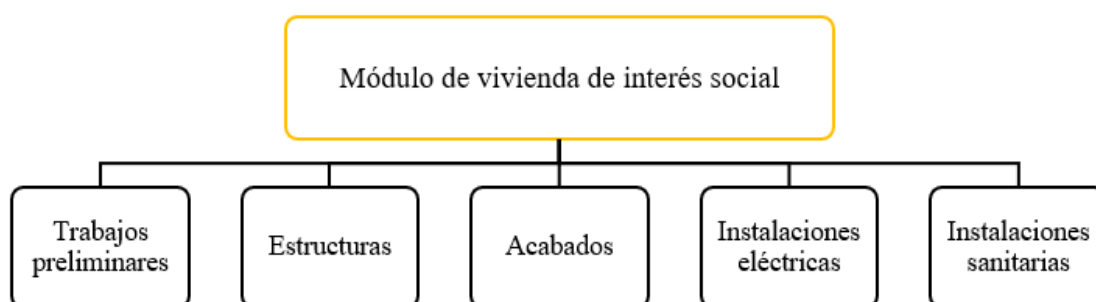 Módulo de vivienda de interés social
Trabajos
preliminares
Estructuras
Acabados
Instalaciones
eléctricas
Instalaciones
sanitarias